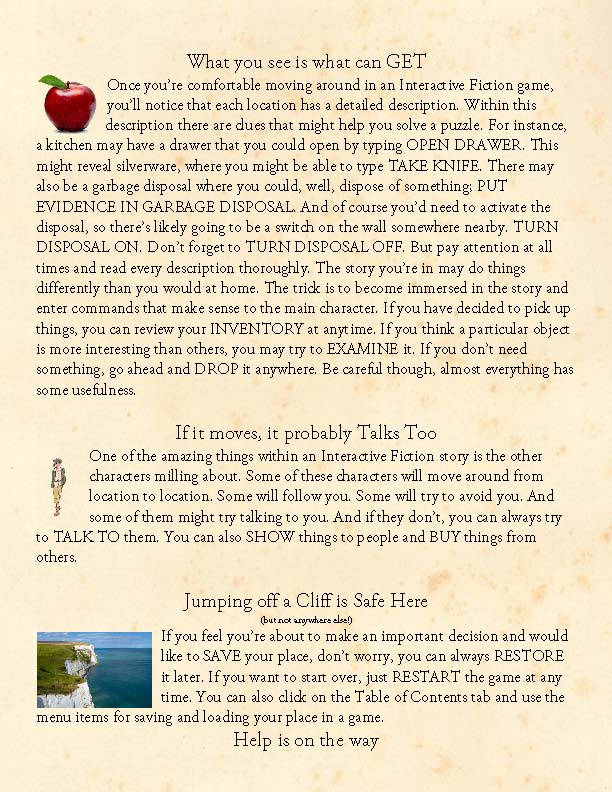 What you see is what can GET
Once you're comfortable moving around in an Interactive Fiction game,
you'll notice that each location has a detailed description. Within this
description there are clues that might help you solve a puzzle. For instance,
a kitchen may have a drawer that you could open by typing OPEN DRAWER. This
might reveal silverware, where you might be able to type TAKE KNIFE. There may
also be a garbage disposal where you could, well, dispose of something; PUT
EVIDENCE IN GARBAGE DISPOSAL. And of course you'd need to activate the
disposal, so there's likely going to be a switch on the wall somewhere nearby. TURN
DISPOSAL ON. Don't forget to TURN DISPOSAL OFF. But pay attention at all
times and read every description thoroughly. The story you're in may do things
differently than you would at home. The trick is to become immersed in the story and
enter commands that make sense to the main character. If you have decided to pick up
things, you can review your INVENTORY at anytime. If you think a particular object
is more interesting than others, you may try to EXAMINE it. If you don't need
something, go ahead and DROP it anywhere. Be careful though, almost everything has
some usefulness.
If it moves, it probably Talks Too
One of the amazing things within an Interactive Fiction story is the other
characters milling about. Some of these characters will move around from
location to location. Some will follow you. Some will try to avoid you. And
some of them might try talking to you. And if they don't, you can always try
to TALK TO them. You can also SHOW things to people and BUY things from
others.
Jumping off a Cliff is Safe Here
(but not anywhere else!)
If you feel you're about to make an important decision and would
like to SAVE your place, don't worry, you can always RESTORE
it later. If you want to start over, just RESTART the game at any
time. You can also click on the Table of Contents tab and use the
menu items for saving and loading your place in a game.
Help is on the way